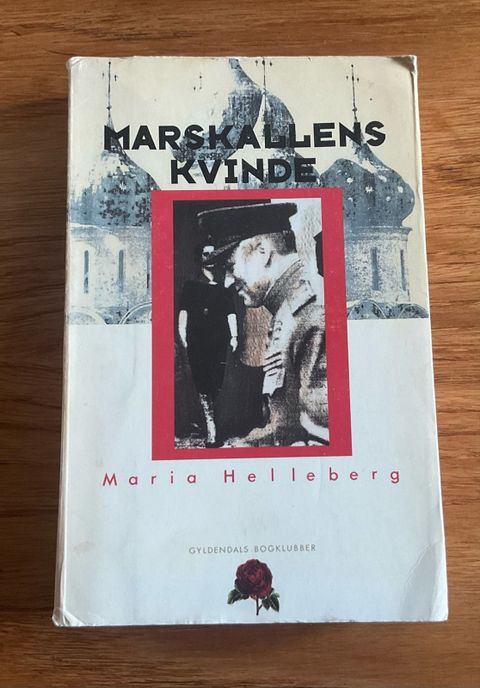 MARSKALLENS
KVINDE
Maria Helleberg
GYLDENDALS BOGKLUBBER